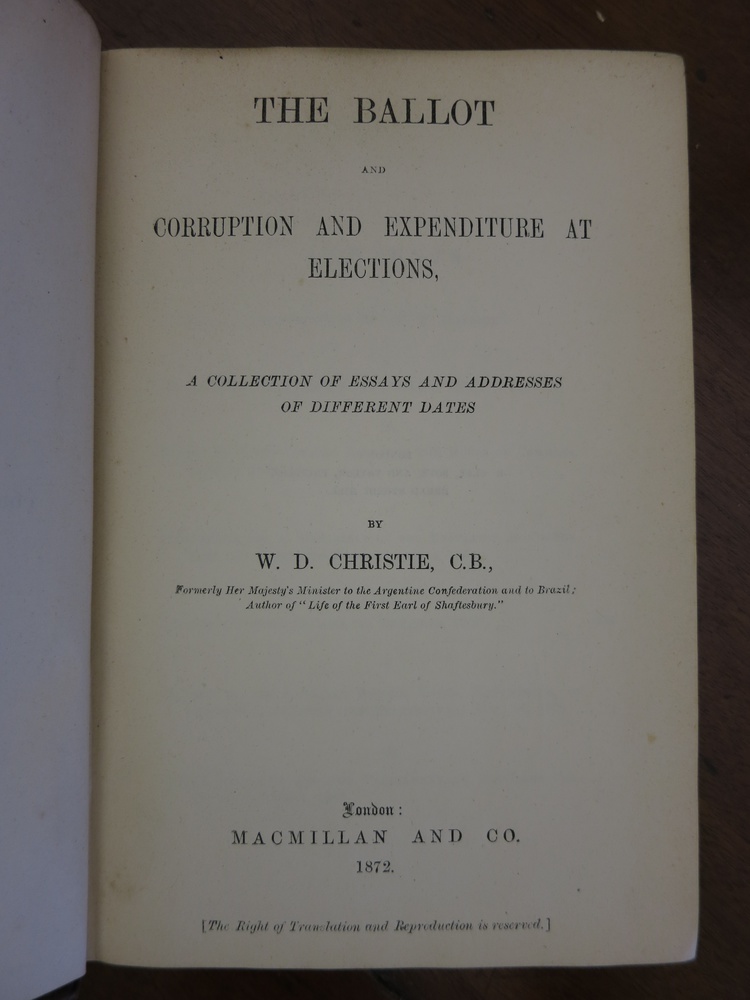 THE BALLOT
AND
CORRUPTION AND EXPENDITURE AT
ELECTIONS,
A COLLECTION OF ESSAYS AND ADDRESSES
OF DIFFERENT DATES
BY
W. D. CHRISTIE, C.B.,
Formerly Her Majesty's Minister to the Argentine Confederation and to Brazil;
Author of "Life of the First Earl of Shaftesbury."
London:
MACMILLAN AND CO.
1872.
[The Right of Translation and Reproduction is reserved.]